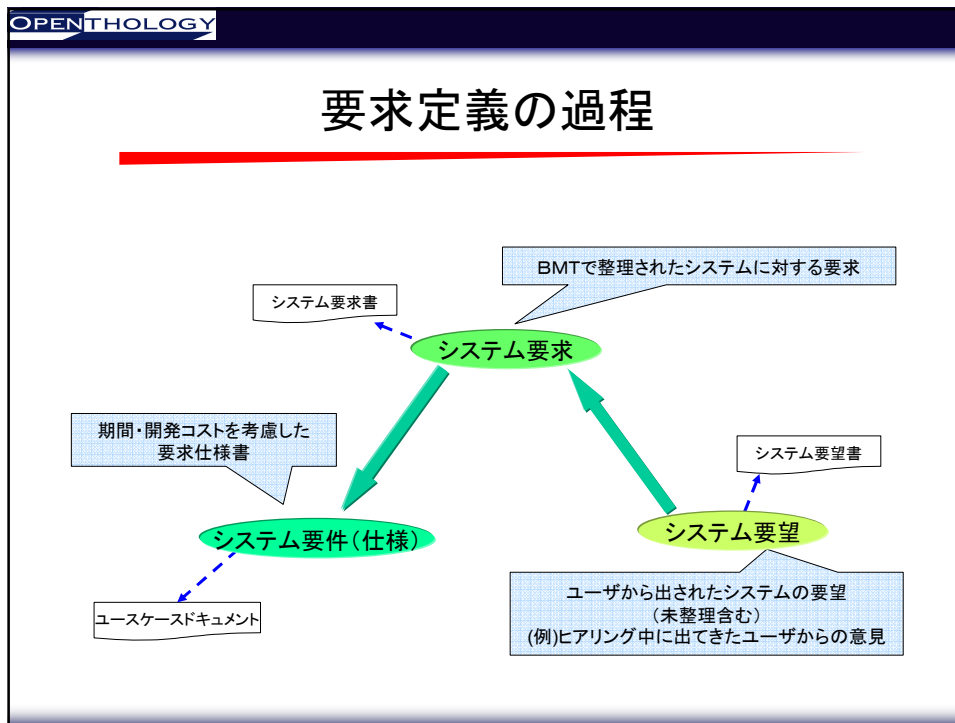 OPENTHOLOGY
要求定義の過程
BMTで整理されたシステムに対する要求
システム要求書
システム要求
期間・開発コストを考慮した
要求仕様書
システム要望書
システム要件(仕様)
システム要望
ユーザから出されたシステムの要望
(未整理含む)
(例)ヒアリング中に出てきたユーザからの意見
ユースケースドキュメント